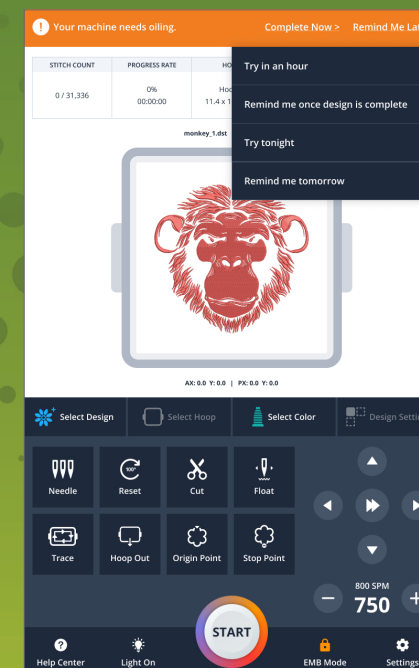 ! Your machine needs oiling. Complete Now > Remind Me
Try in an hour
Remind me once design is complete
Try tonight
Remind me tomorrow
STITCH COUNT PROGRESS RATE
0 / 31,336
0%
00:00:00
11.4 x
monkey_1.dst
AX: 0.0 Y: 0.0 | PX: 0.0 Y: 0.0
Select Design Select Hoop Select Color Design
Needle Reset Cut Float
100°
Trace Hoop Out Origin Point Stop Point
800 SPM
− 750 +
START
Help Center Light On EMB Mode Settings